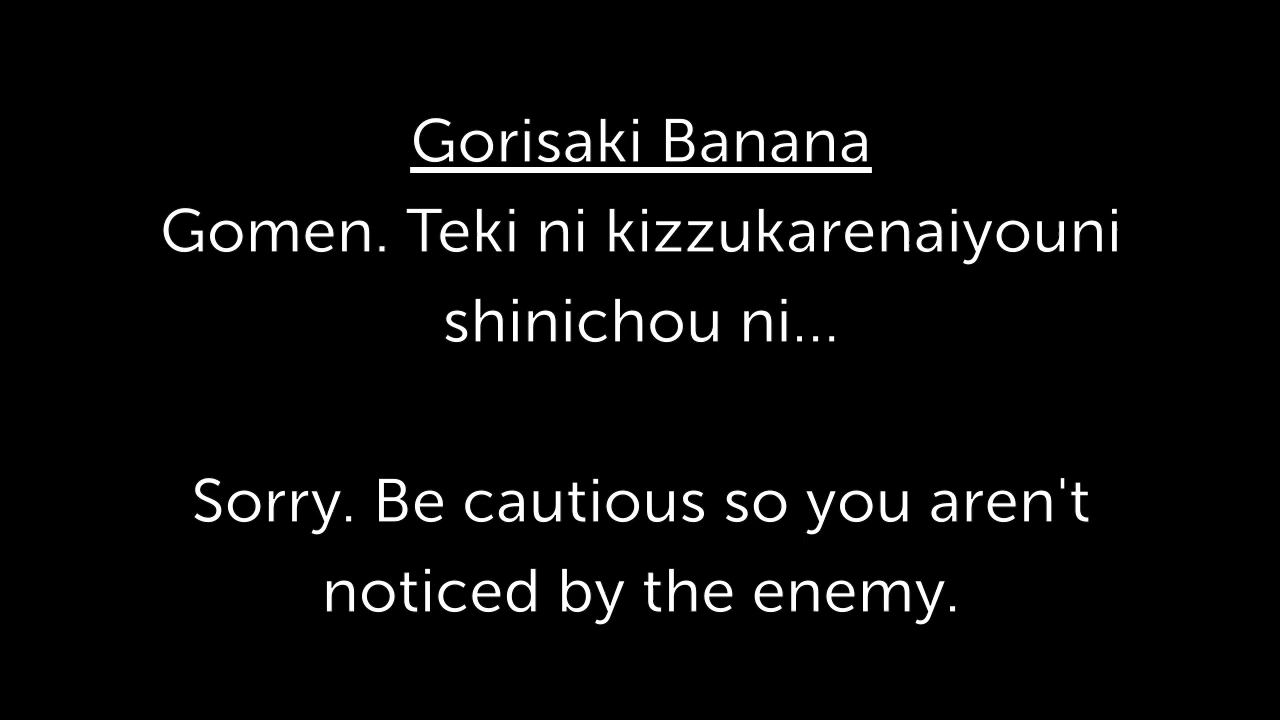 Gorisaki Banana
Gomen. Teki ni kizzukarenaiyouni
shinichou ni...
Sorry. Be cautious so you aren't
noticed by the enemy.